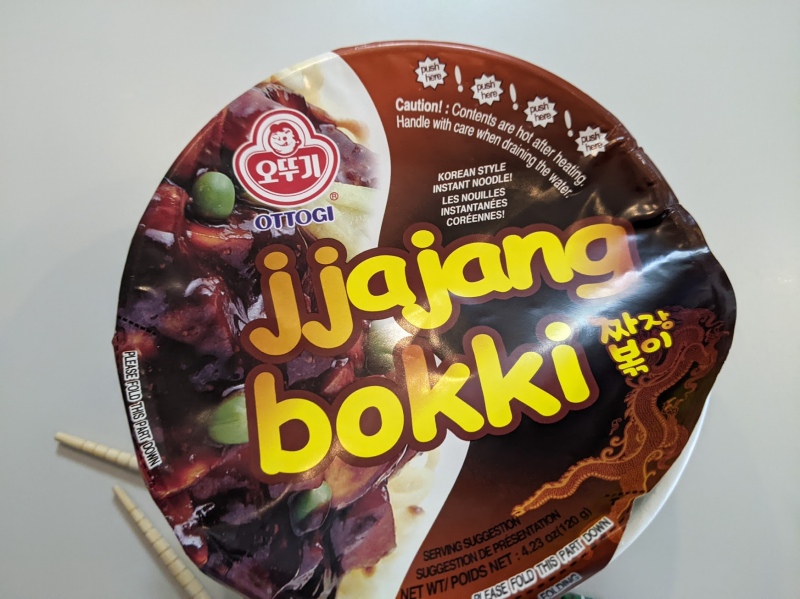 push
here
!
push
here
!
push
here
!
push
here
Caution! : Contents are hot after heating.
Handle with care when draining the water.
오뚜기
®
OTTOGI
KOREAN STYLE
INSTANT NOODLE!
LES NOUILLES
INSTANTANÉES
CORÉENNES!
jjajang
bokki
짜장
볶이
PLEASE FOLD THIS PART DOWN
SERVING SUGGESTION
SUGGESTION DE PRÉSENTATION
NET WT/ POIDS NET : 4.23 oz(120 g)
PLEASE FOLD THIS PART DOWN
FOLDING